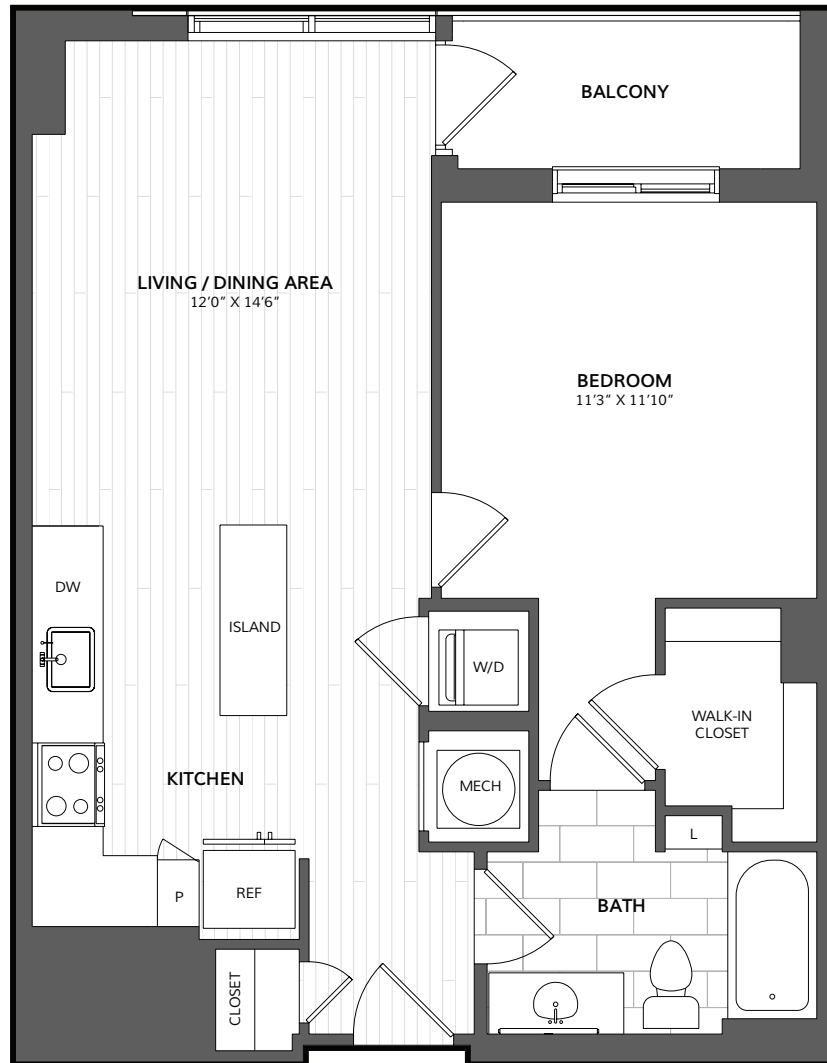 BALCONY
LIVING / DINING AREA
12'0" X 14'6"
BEDROOM
11'3" X 11'10"
DW
ISLAND
W/D
WALK-IN
CLOSET
KITCHEN
MECH
L
P
REF
BATH
CLOSET